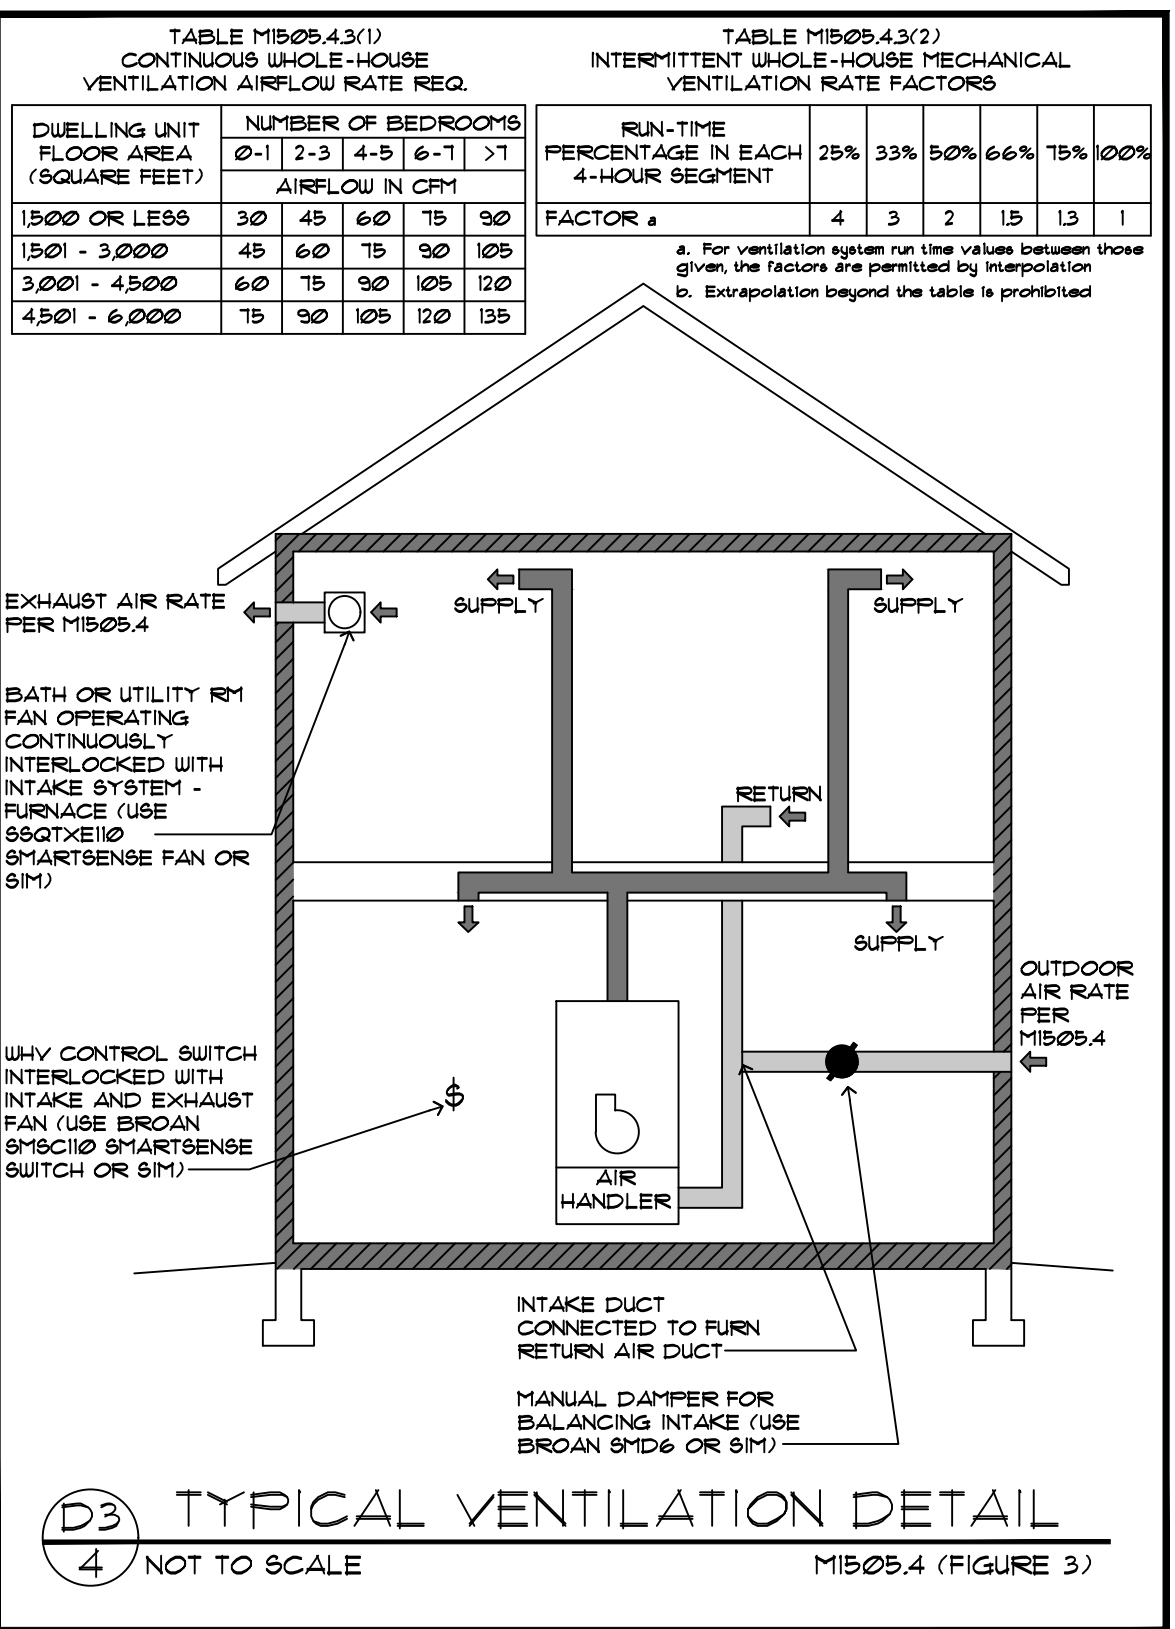 TABLE M1505.4.3(1)
CONTINUOUS WHOLE-HOUSE
VENTILATION AIRFLOW RATE REQ.
DWELLING UNIT
FLOOR AREA
(SQUARE FEET)
NUMBER OF BEDROOMS
0-1 2-3 4-5 6-7 >7
AIRFLOW IN CFM
1,500 OR LESS 30 45 60 75 90
1,501 - 3,000 45 60 75 90 105
3,001 - 4,500 60 75 90 105 120
4,501 - 6,000 75 90 105 120 135
TABLE M1505.4.3(2)
INTERMITTENT WHOLE-HOUSE MECHANICAL
VENTILATION RATE FACTORS
RUN-TIME
PERCENTAGE IN EACH
4-HOUR SEGMENT
25% 33% 50% 66% 75% 100%
FACTOR a 4 3 2 1.5 1.3 1
a. For ventilation system run time values between those
given, the factors are permitted by interpolation
b. Extrapolation beyond the table is prohibited
EXHAUST AIR RATE
PER M1505.4
SUPPLY
SUPPLY
BATH OR UTILITY RM
FAN OPERATING
CONTINUOUSLY
INTERLOCKED WITH
INTAKE SYSTEM -
FURNACE (USE
SSQTXE110
SMARTSENSE FAN OR
SIM)
RETURN
SUPPLY
OUTDOOR
AIR RATE
PER
M1505.4
WHV CONTROL SWITCH
INTERLOCKED WITH
INTAKE AND EXHAUST
FAN (USE BROAN
SMSC110 SMARTSENSE
SWITCH OR SIM)
$
AIR
HANDLER
INTAKE DUCT
CONNECTED TO FURN
RETURN AIR DUCT
MANUAL DAMPER FOR
BALANCING INTAKE (USE
BROAN SMD6 OR SIM)
D3
4
TYPICAL VENTILATION DETAIL
NOT TO SCALE
M1505.4 (FIGURE 3)